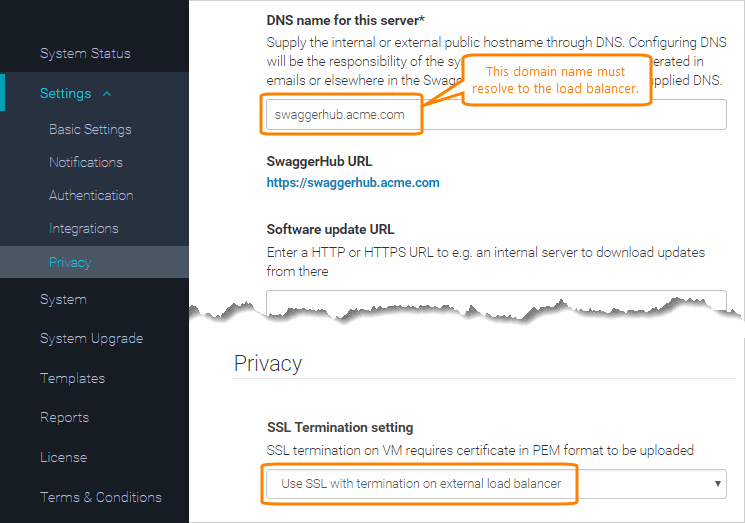 System Status
Settings
Basic Settings
Notifications
Authentication
Integrations
Privacy
System
System Upgrade
Templates
Reports
License
Terms & Conditions
DNS name for this server*
Supply the internal or external public hostname through DNS. Configuring DNS
will be the responsibility of the sy erated in
emails or elsewhere in the Swagg pplied DNS.
This domain name must
resolve to the load balancer.
swaggerhub.acme.com
SwaggerHub URL
https://swaggerhub.acme.com
Software update URL
Enter a HTTP or HTTPS URL to e.g. an internal server to download updates
from there
Privacy
SSL Termination setting
SSL termination on VM requires certificate in PEM format to be uploaded
Use SSL with termination on external load balancer